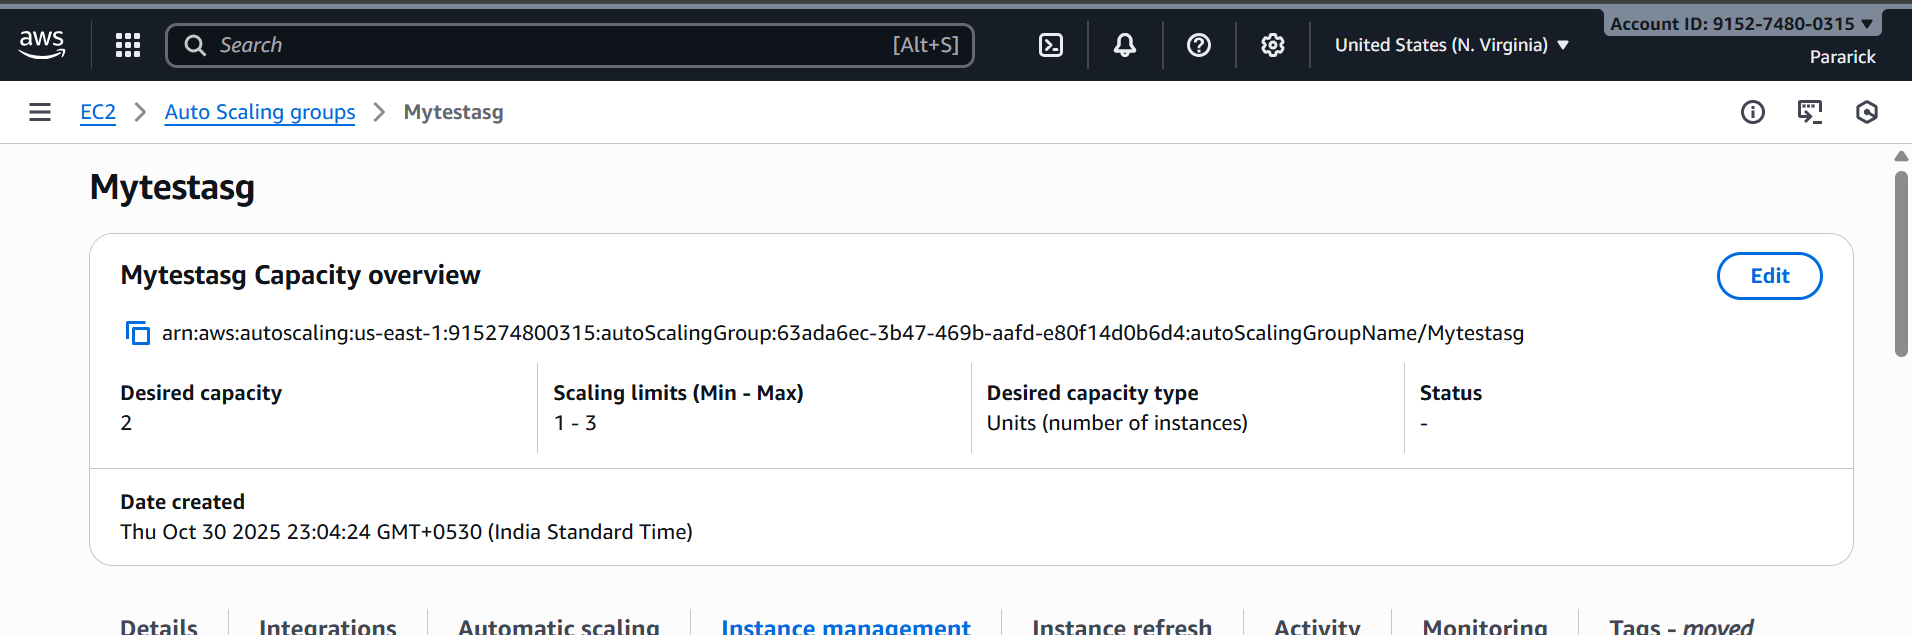 aws
Search [Alt+S] United States (N. Virginia) ▼ Account ID: 9152-7480-0315 ▼
Pararick
EC2 > Auto Scaling groups > Mytestasg
Mytestasg
Mytestasg Capacity overview
Edit
arn:aws:autoscaling:us-east-1:915274800315:autoScalingGroup:63ada6ec-3b47-469b-aafd-e80f14d0b6d4:autoScalingGroupName/Mytestasg
Desired capacity
2
Scaling limits (Min - Max)
1 - 3
Desired capacity type
Units (number of instances)
Status
-
Date created
Thu Oct 30 2025 23:04:24 GMT+0530 (India Standard Time)
Details Integrations Automatic scaling Instance management Instance refresh Activity Monitoring Tags - moved